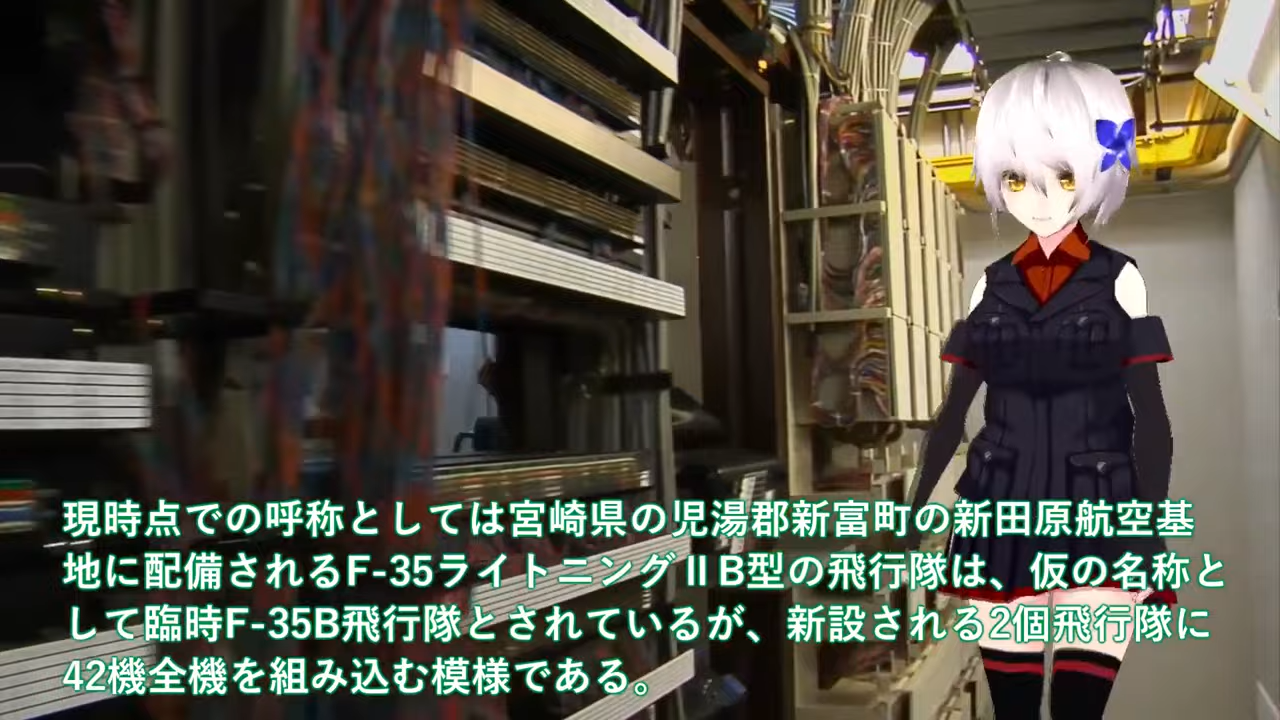 現時点での呼称としては宮崎県の児湯郡新富町の新田原航空基
地に配備されるF-35ライトニングⅡB型の飛行隊は、仮の名称と
して臨時F-35B飛行隊とされているが、新設される2個飛行隊に
42機全機を組み込む模様である。